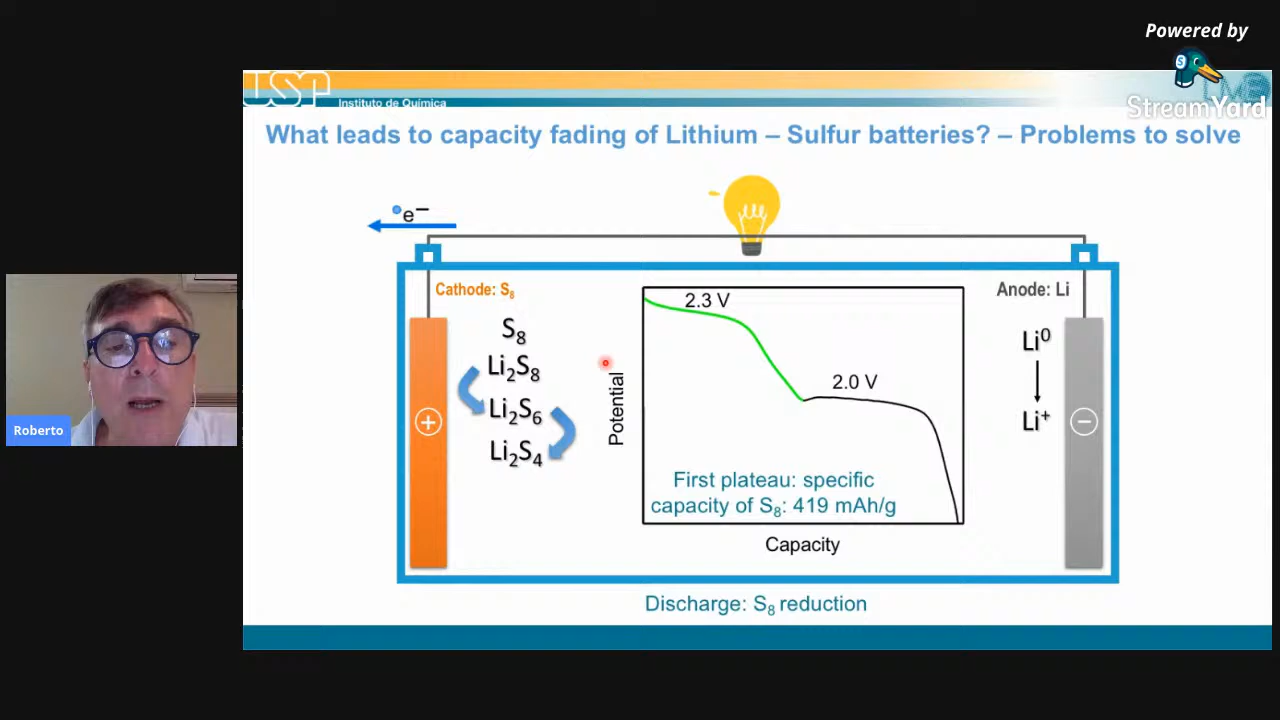 Powered by
StreamYard
USP
Instituto de Química
What leads to capacity fading of Lithium – Sulfur batteries? – Problems to solve
e⁻
Cathode: S₈
Anode: Li
2.3 V
S₈
Li⁰
Li₂S₈
2.0 V
Li₂S₆
Potential
Li⁺
+
−
Li₂S₄
First plateau: specific
capacity of S₈: 419 mAh/g
Capacity
Discharge: S₈ reduction
Roberto